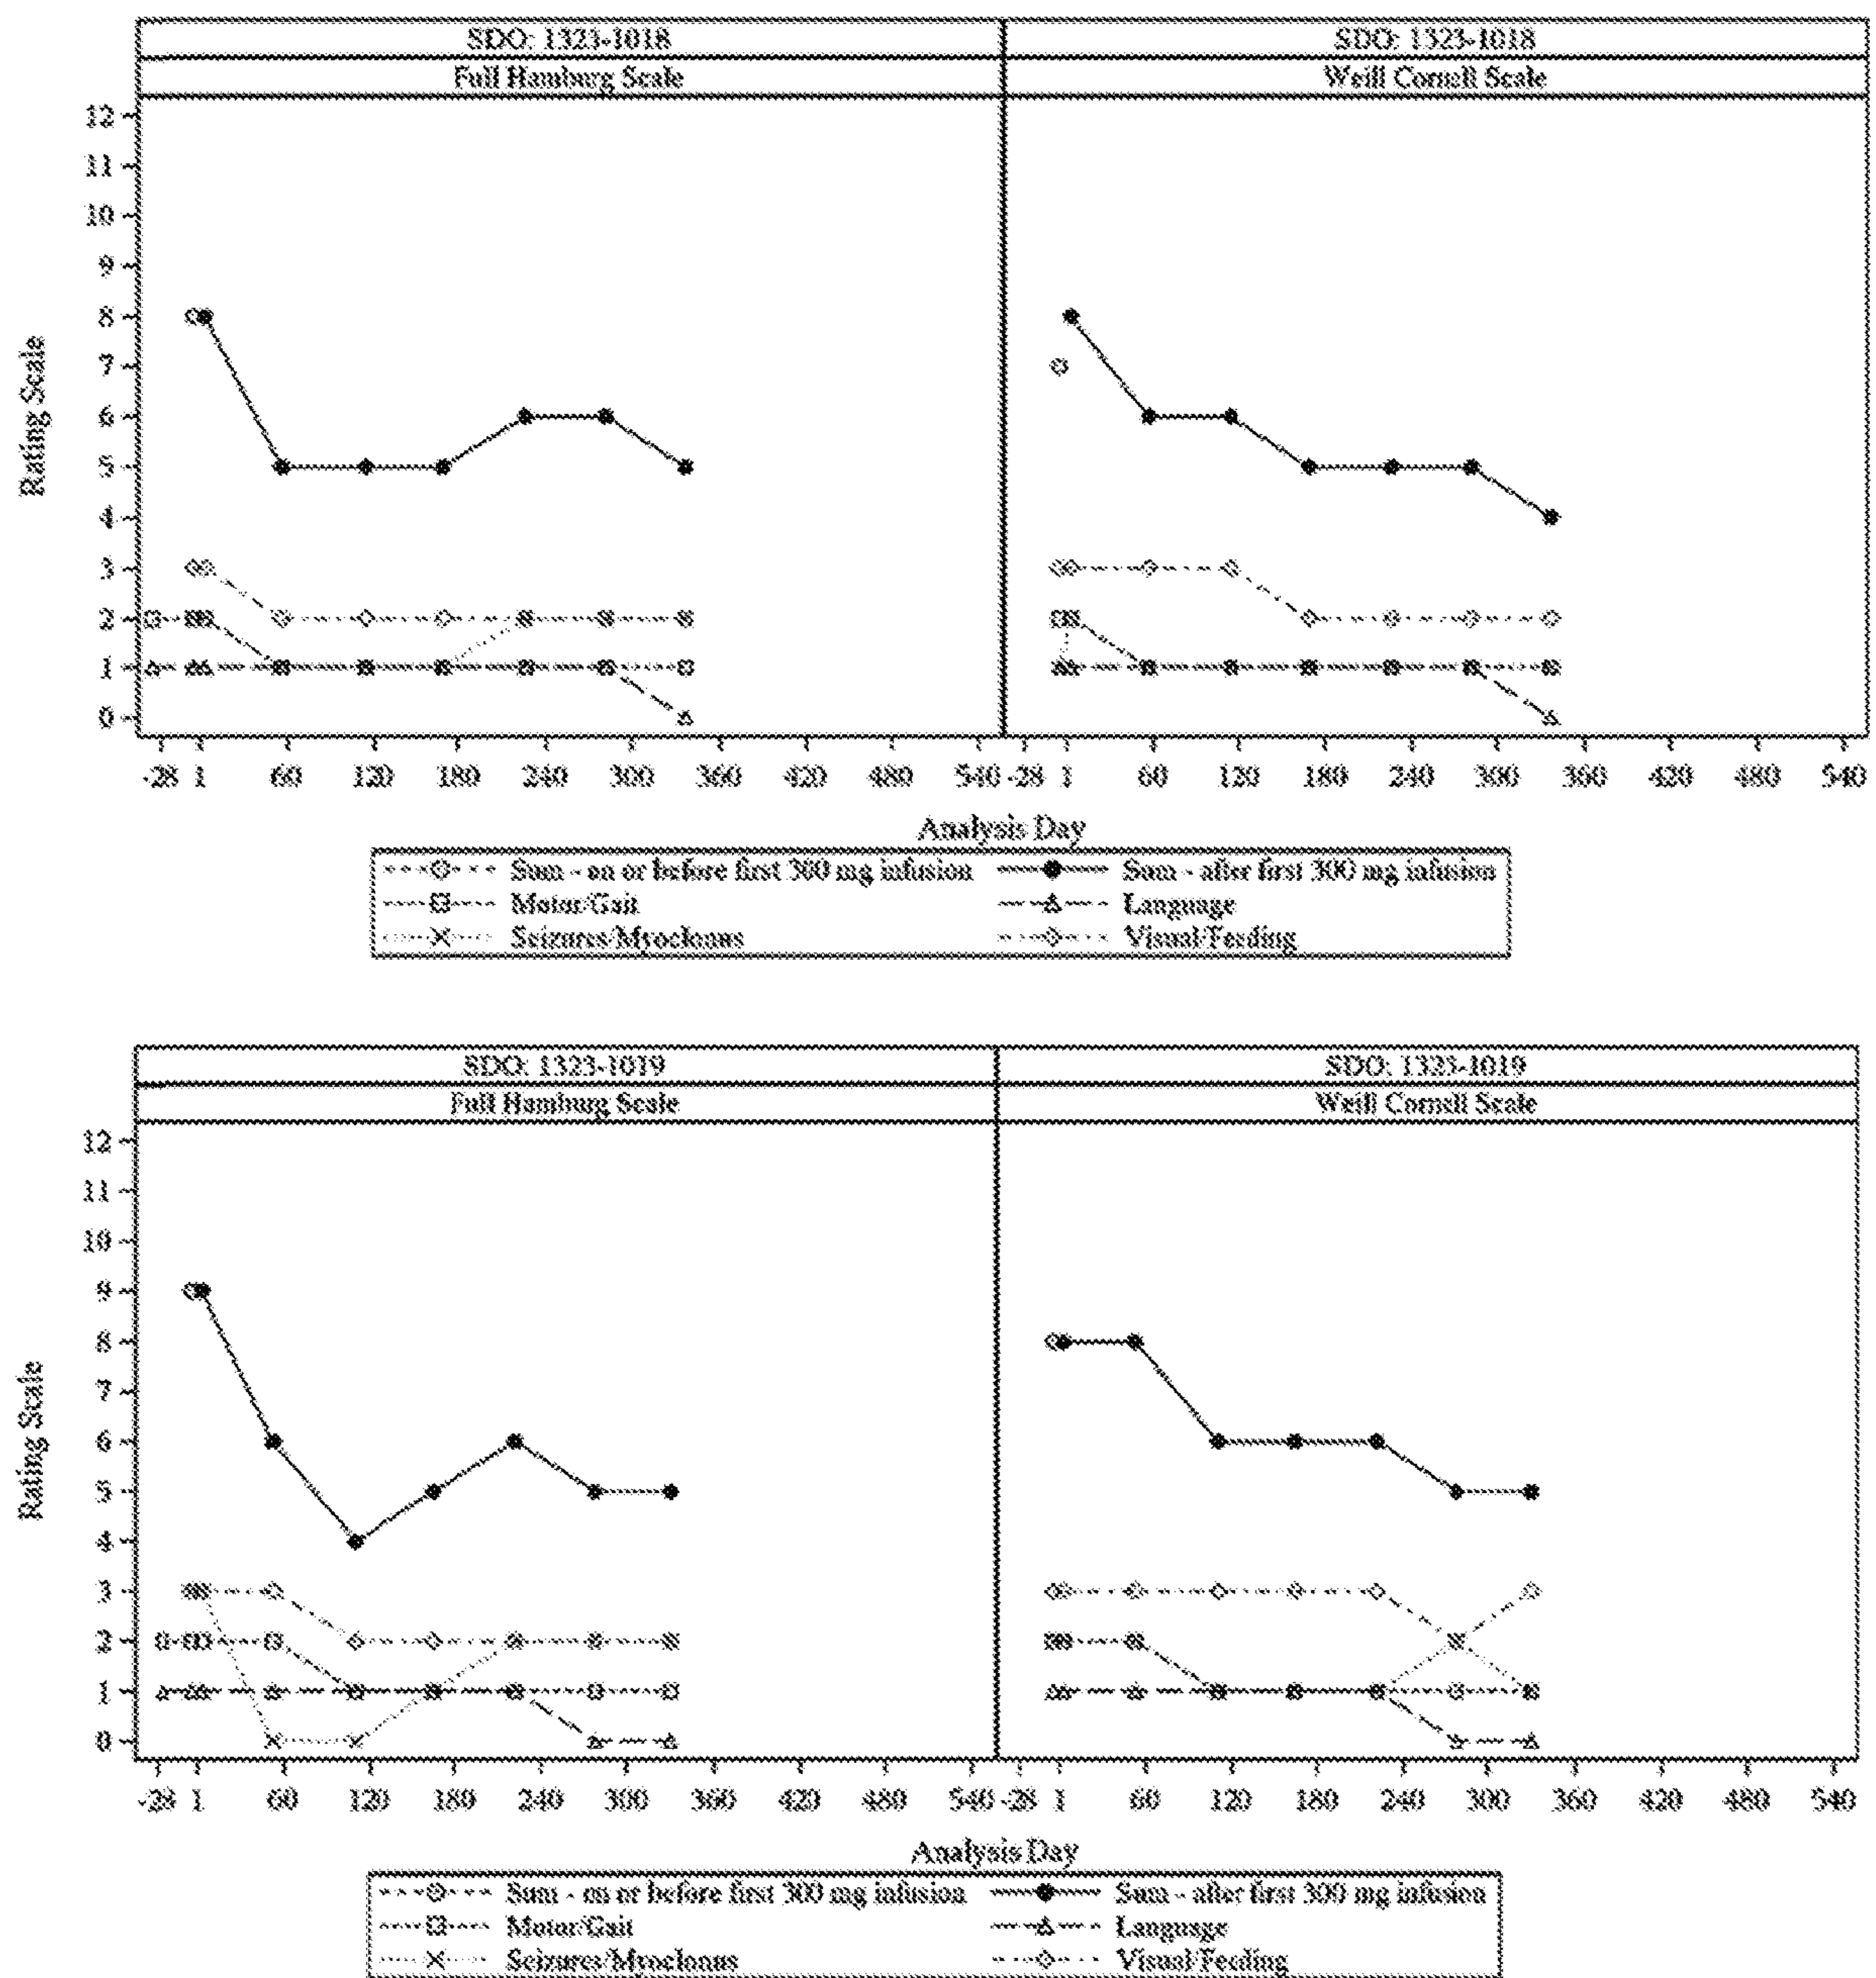 SDO: 1323-1018 SDO: 1323-1018
Full Hamburg Scale Weill Cornell Scale
12
11
10
9
8
7
6
5
4
3
2
1
0
Rating Scale
-28 1 60 120 180 240 300 360 420 480 540 -28 1 60 120 180 240 300 360 420 480 540
Analysis Day
Sum - on or before first 300 mg infusion Sum - after first 300 mg infusion
Motor/Gait Language
Seizures/Myoclonus Visual/Feeding
SDO: 1323-1019 SDO: 1323-1019
Full Hamburg Scale Weill Cornell Scale
12
11
10
9
8
7
6
5
4
3
2
1
0
Rating Scale
-28 1 60 120 180 240 300 360 420 480 540 -28 1 60 120 180 240 300 360 420 480 540
Analysis Day
Sum - on or before first 300 mg infusion Sum - after first 300 mg infusion
Motor/Gait Language
Seizures/Myoclonus Visual/Feeding